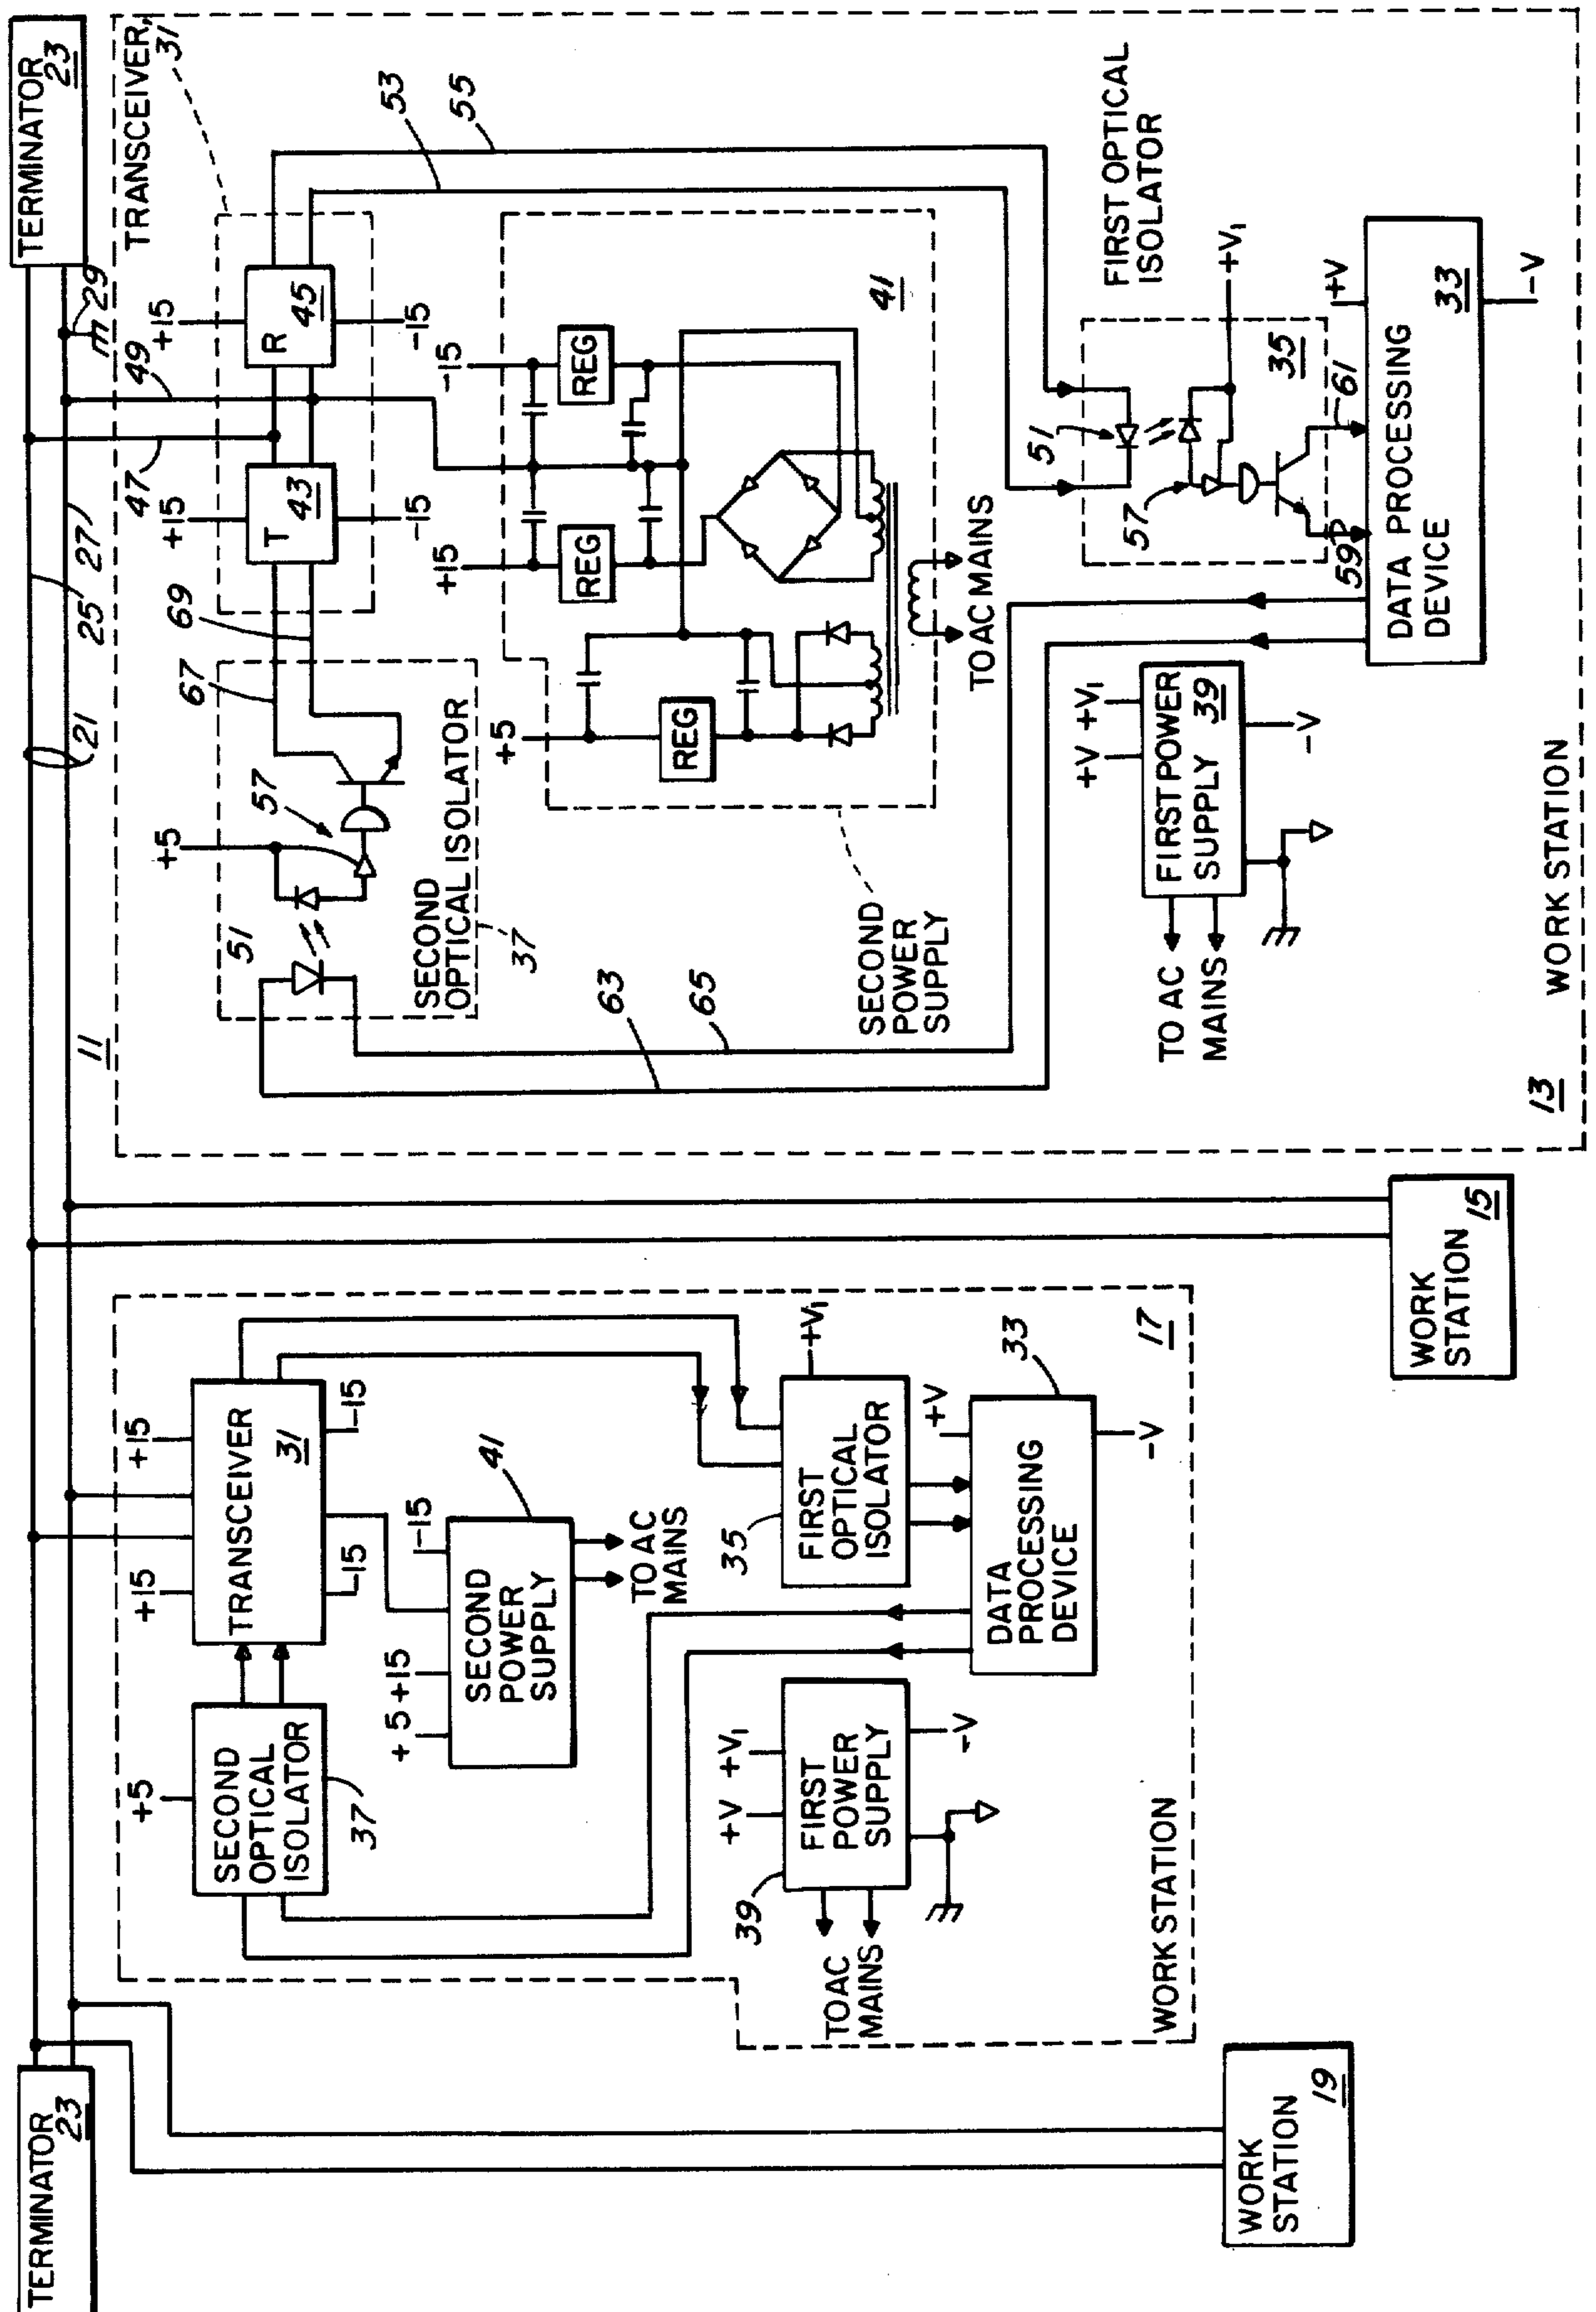 TERMINATOR
23
TERMINATOR
23
21
25
27
29
11
47
49
TRANSCEIVER,
31
+15
T
43
-15
+15
R
45
-15
67
69
53
55
+5
51
57
SECOND
OPTICAL ISOLATOR
37
+5
REG
+15
REG
-15
REG
41
TO AC MAINS
SECOND
POWER
SUPPLY
63
65
FIRST OPTICAL
ISOLATOR
51
57
+V1
35
59
61
+V
DATA PROCESSING
DEVICE
33
-V
+V +V1
FIRST POWER
SUPPLY
39
-V
TO AC
MAINS
WORK STATION
13
WORK
STATION
15
+5
SECOND
OPTICAL
ISOLATOR
37
+15
+15
TRANSCEIVER
31
-15
-15
+5 +15
-15
SECOND
POWER
SUPPLY
41
TO AC
MAINS
+V1
FIRST
OPTICAL
ISOLATOR
35
+V
DATA
PROCESSING
DEVICE
33
-V
+V +V1
FIRST
POWER
SUPPLY
39
-V
TO AC
MAINS
WORK STATION
17
WORK
STATION
19